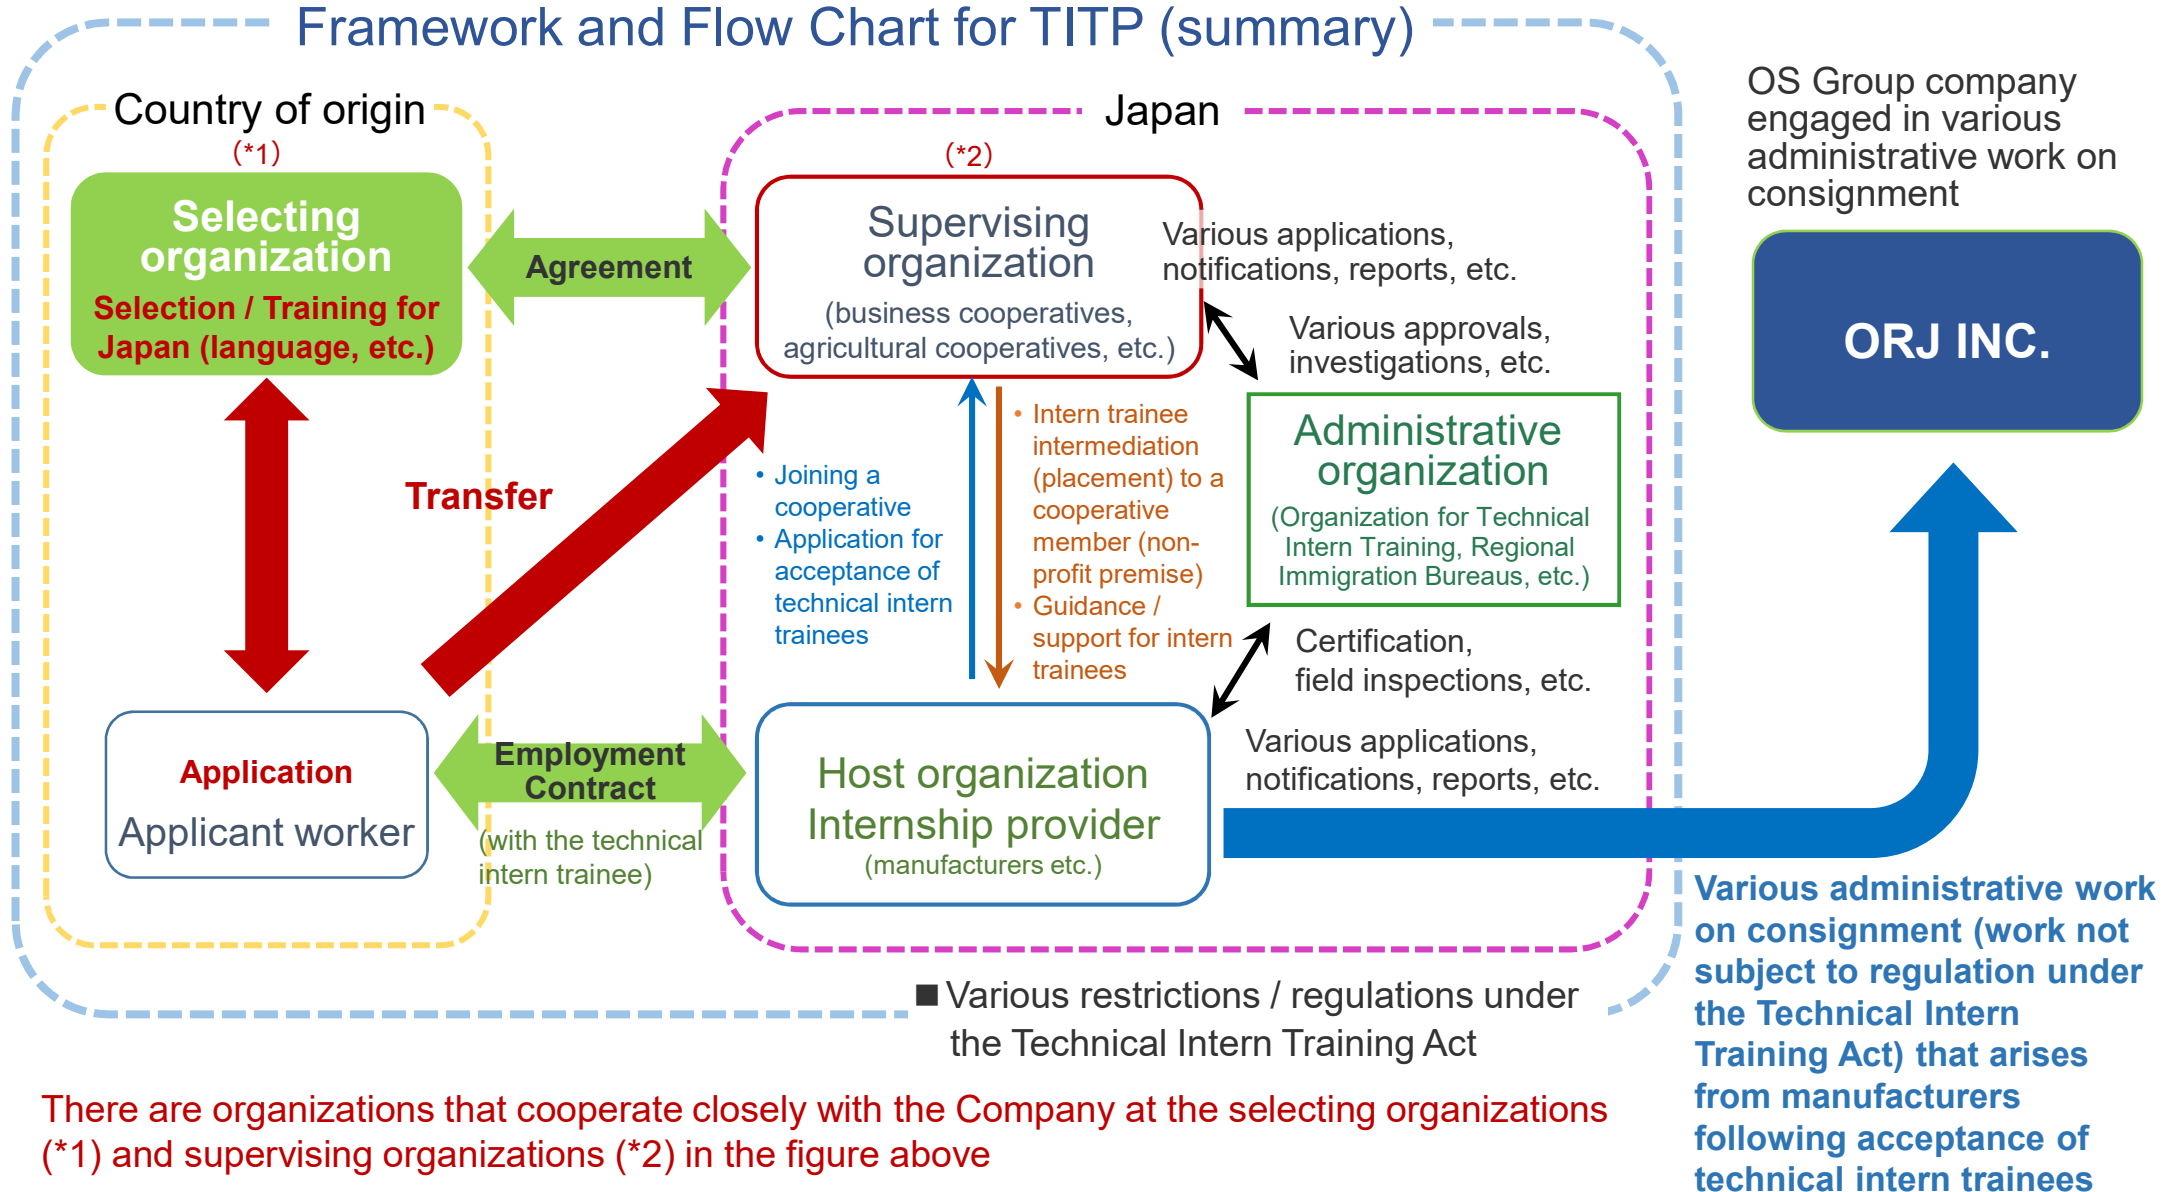 Framework and Flow Chart for TITP (summary)
Country of origin
(*1)
Selecting
organization
Selection / Training for
Japan (language, etc.)
Agreement
Transfer
Application
Applicant worker
Employment
Contract
(with the technical
intern trainee)
Japan
(*2)
Supervising
organization
(business cooperatives,
agricultural cooperatives, etc.)
Various applications,
notifications, reports, etc.
Various approvals,
investigations, etc.
• Joining a
cooperative
• Application for
acceptance of
technical intern
trainees
• Intern trainee
intermediation
(placement) to a
cooperative
member (non-
profit premise)
• Guidance /
support for intern
trainees
Administrative
organization
(Organization for Technical
Intern Training, Regional
Immigration Bureaus, etc.)
Certification,
field inspections, etc.
Various applications,
notifications, reports, etc.
Host organization
Internship provider
(manufacturers etc.)
■ Various restrictions / regulations under
the Technical Intern Training Act
OS Group company
engaged in various
administrative work on
consignment
ORJ INC.
Various administrative work
on consignment (work not
subject to regulation under
the Technical Intern
Training Act) that arises
from manufacturers
following acceptance of
technical intern trainees
There are organizations that cooperate closely with the Company at the selecting organizations
(*1) and supervising organizations (*2) in the figure above